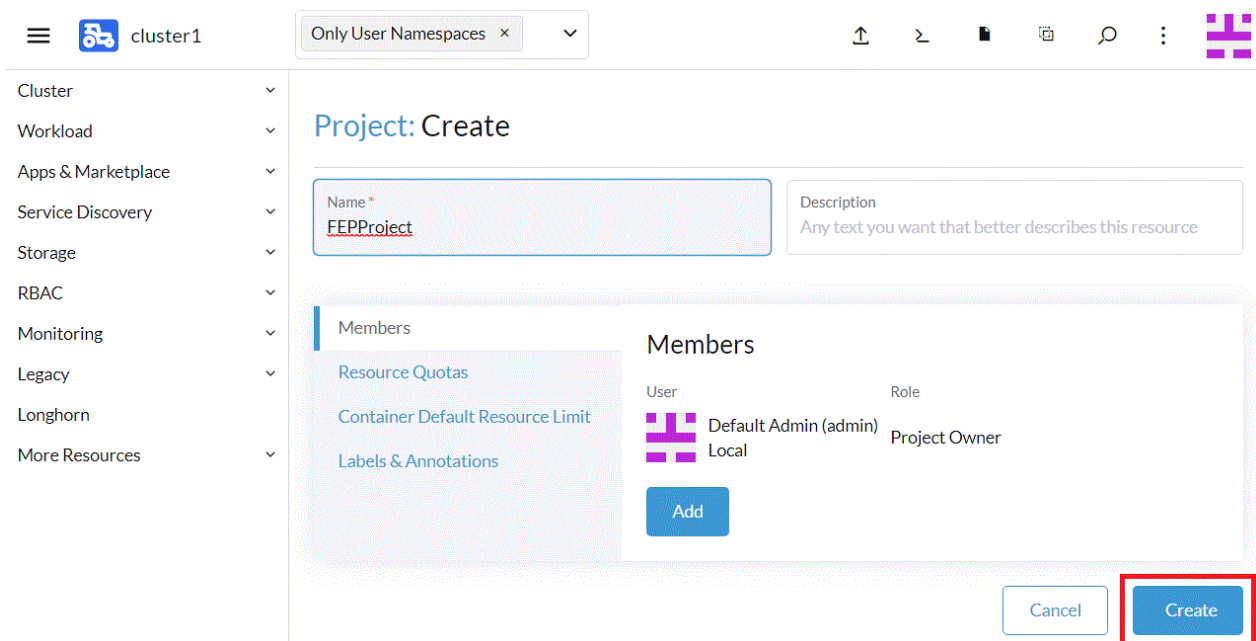 cluster1
Only User Namespaces ×
Cluster
Workload
Apps & Marketplace
Service Discovery
Storage
RBAC
Monitoring
Legacy
Longhorn
More Resources
Project: Create
Name *
FEPProject
Description
Any text you want that better describes this resource
Members
Resource Quotas
Container Default Resource Limit
Labels & Annotations
Members
User
Role
Default Admin (admin)
Local
Project Owner
Add
Cancel
Create